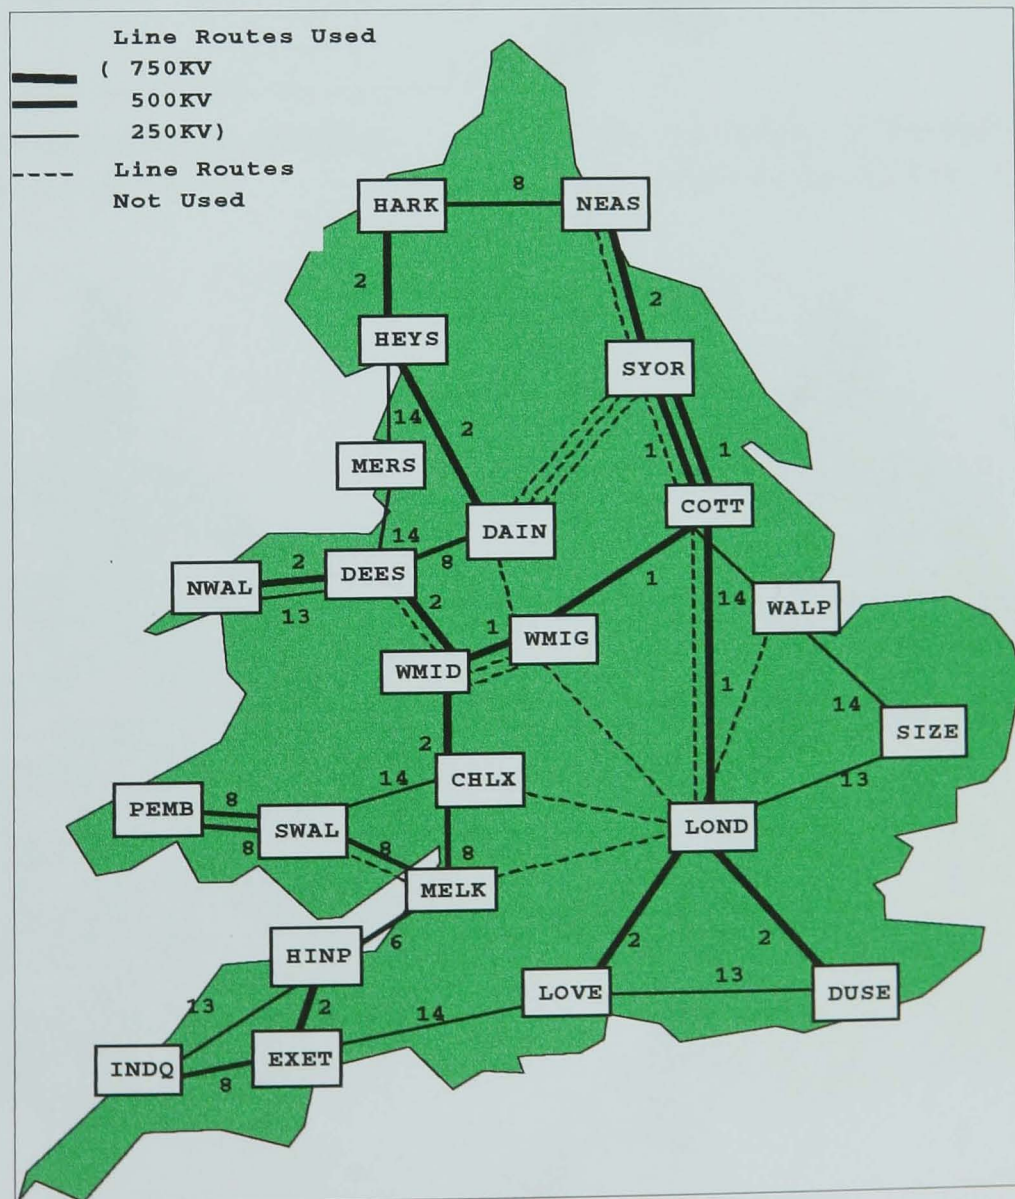 Line Routes Used
( 750KV
500KV
250KV)
Line Routes
Not Used
8
HARK
NEAS
2
2
HEYS
SYOR
14
2
1
1
MERS
COTT
DAIN
14
8
2
DEES
NWAL
1
14
WALP
13
2
1
WMIG
WMID
1
14
SIZE
2
14
CHLX
13
PEMB
8
SWAL
LOND
8
8
8
MELK
6
2
2
HINP
13
LOVE
DUSE
13
2
14
EXET
INDQ
8